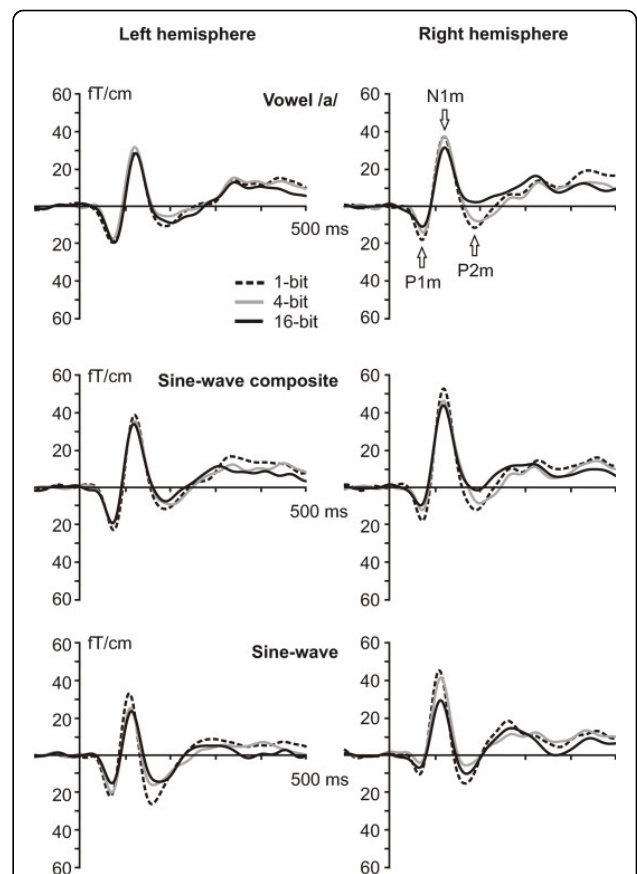 Left hemisphere Right hemisphere
fT/cm Vowel /a/ N1m
60 60
40 40
20 20
500 ms
20 20
P1m P2m
40 40
60 60
1-bit
4-bit
16-bit
fT/cm Sine-wave composite
60 60
40 40
20 20
500 ms
20 20
40 40
60 60
fT/cm Sine-wave
60 60
40 40
20 20
500 ms
20 20
40 40
60 60